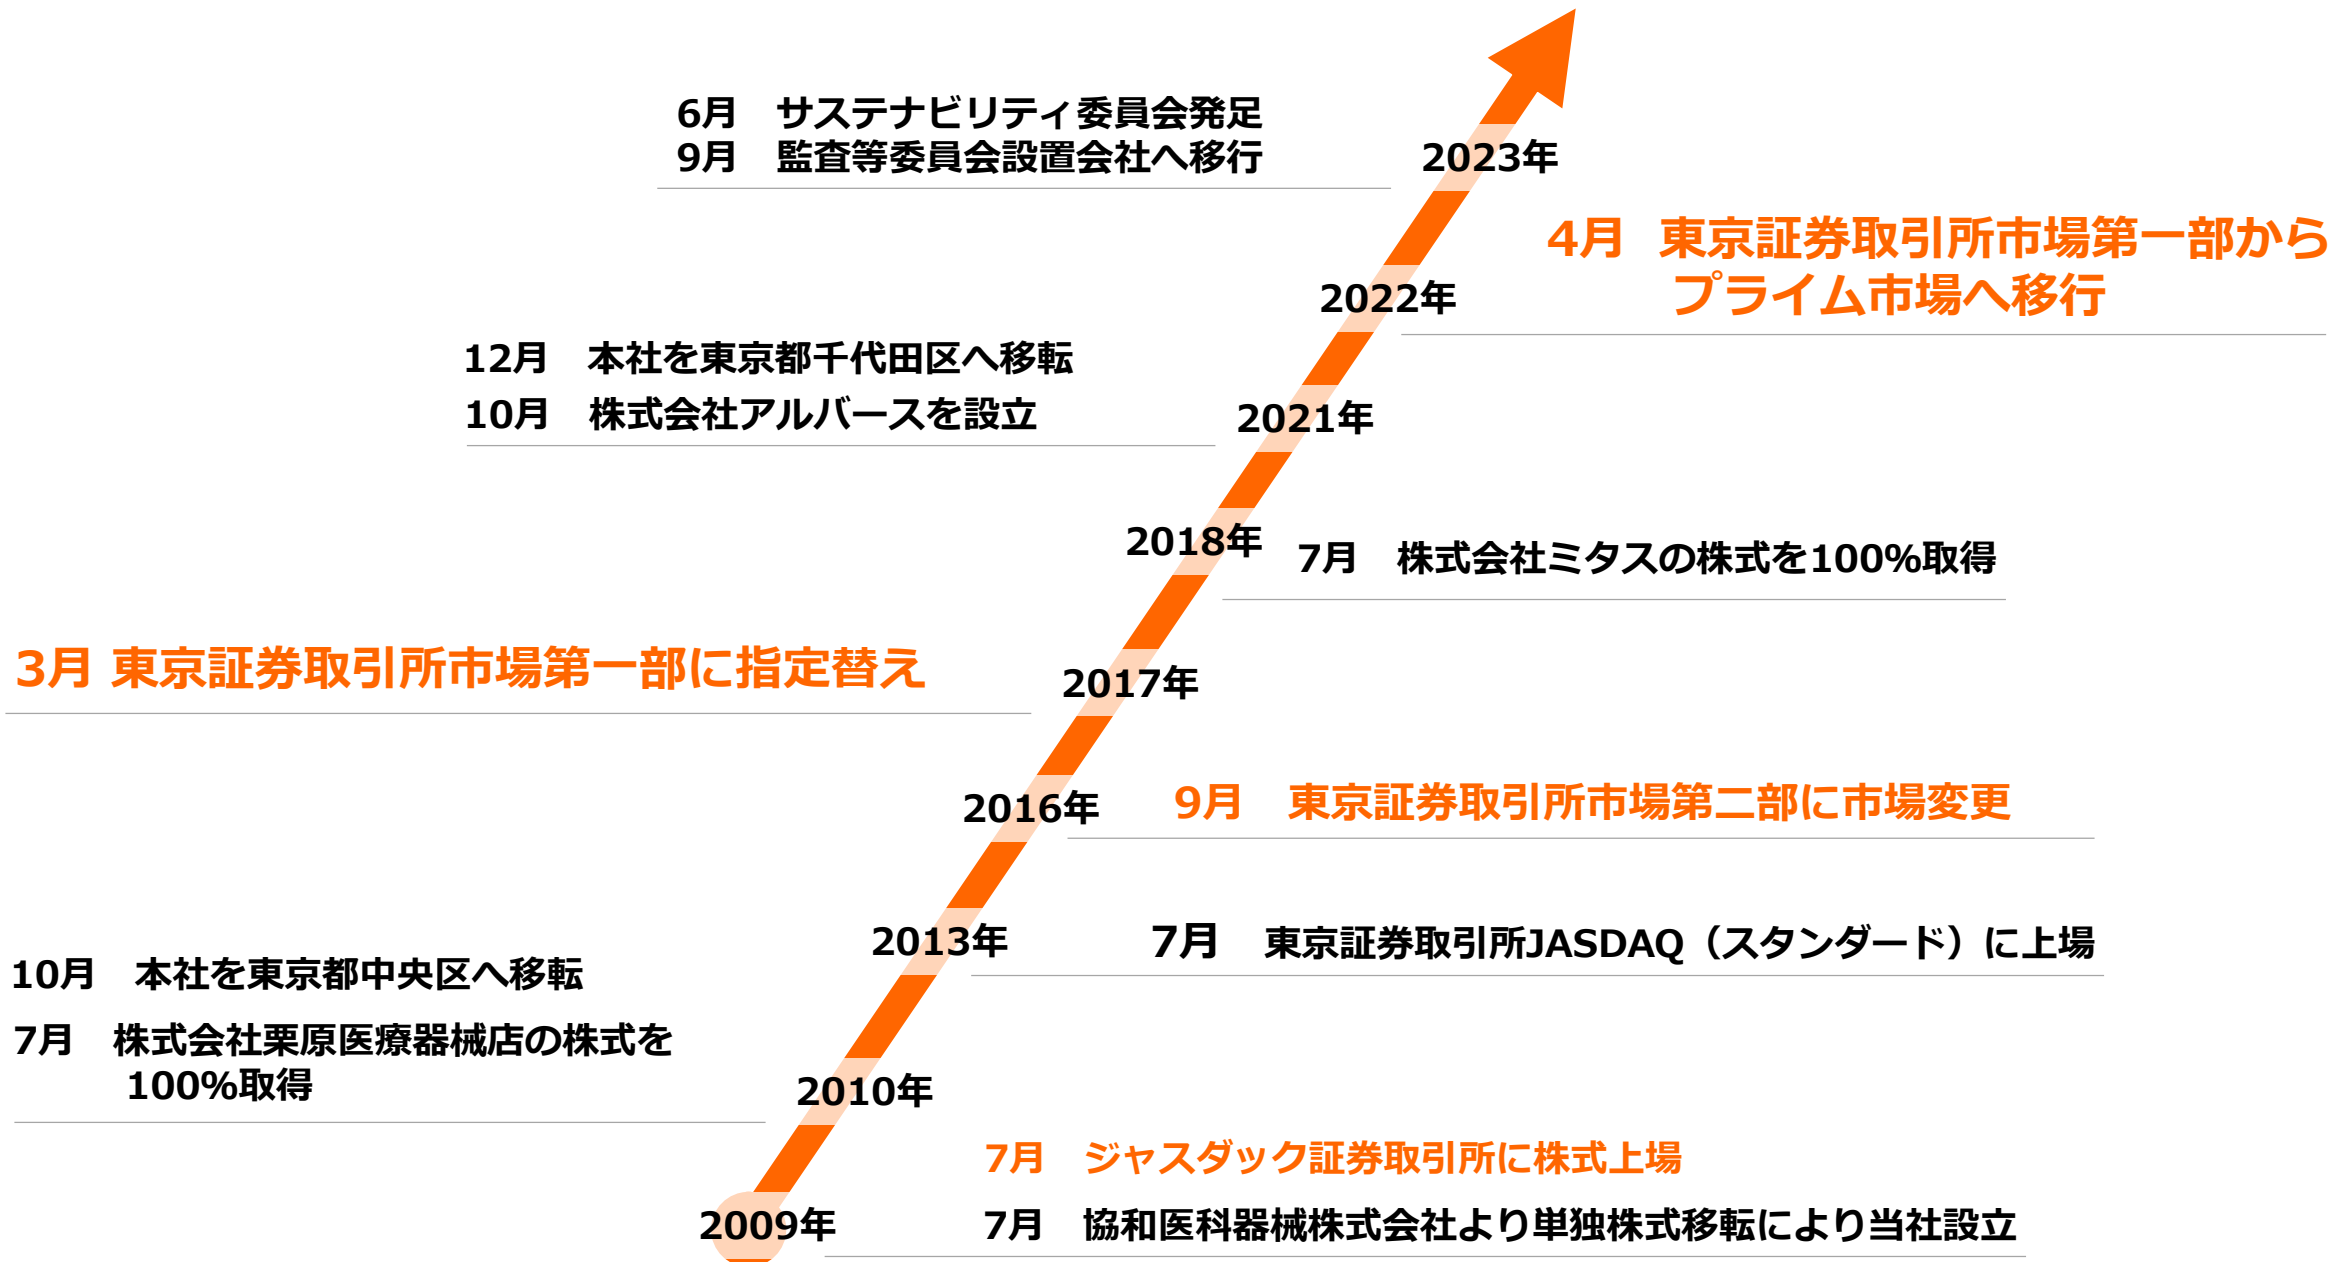 6月　サステナビリティ委員会発足
9月　監査等委員会設置会社へ移行
2023年
4月　東京証券取引所市場第一部から
プライム市場へ移行
2022年
12月　本社を東京都千代田区へ移転
10月　株式会社アルバースを設立
2021年
2018年
7月　株式会社ミタスの株式を100%取得
3月 東京証券取引所市場第一部に指定替え
2017年
2016年
9月　東京証券取引所市場第二部に市場変更
2013年
7月　東京証券取引所JASDAQ（スタンダード）に上場
10月　本社を東京都中央区へ移転
7月　株式会社栗原医療器械店の株式を
100%取得
2010年
7月　ジャスダック証券取引所に株式上場
2009年
7月　協和医科器械株式会社より単独株式移転により当社設立